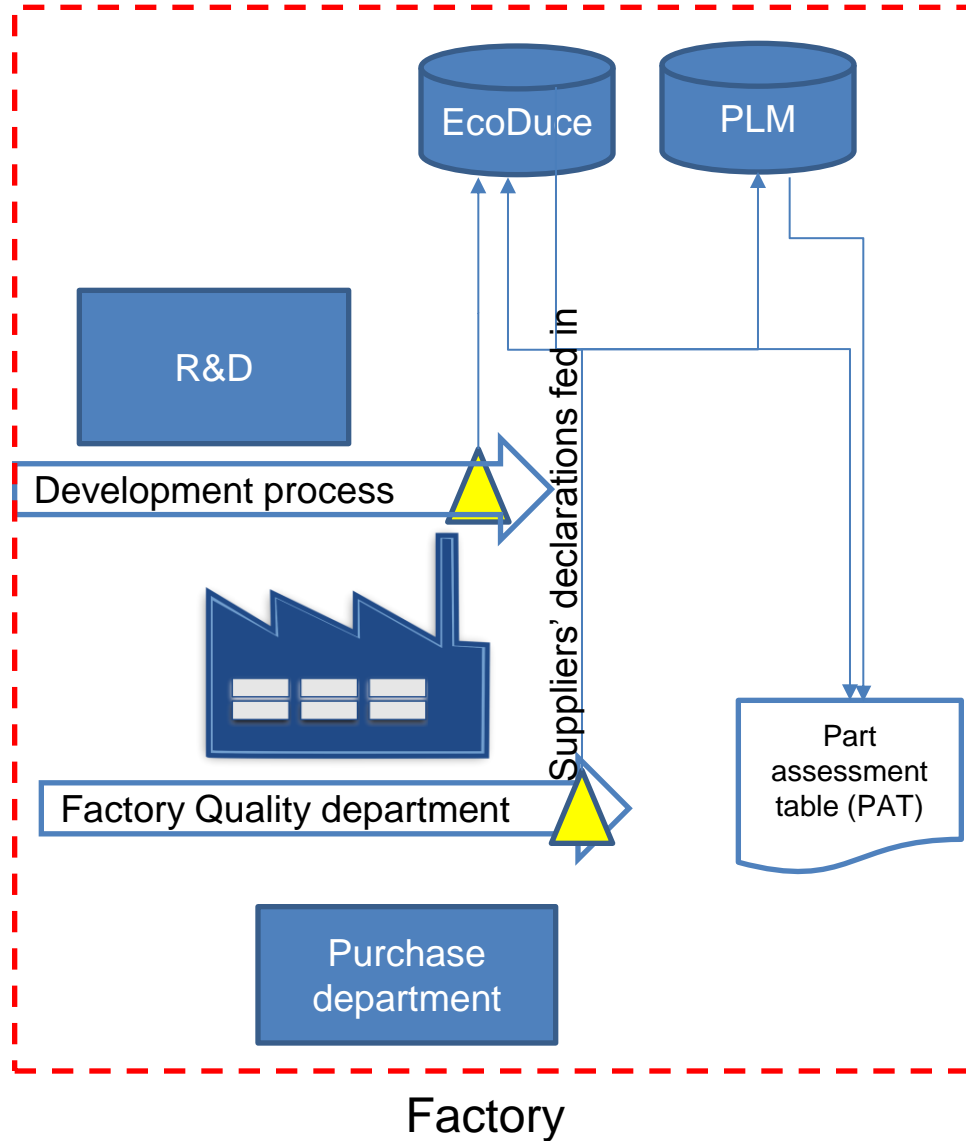 EcoDuce
PLM
R&D
Suppliers’ declarations fed in
Development process
Factory Quality department
Part
assessment
table (PAT)
Purchase
department
Factory